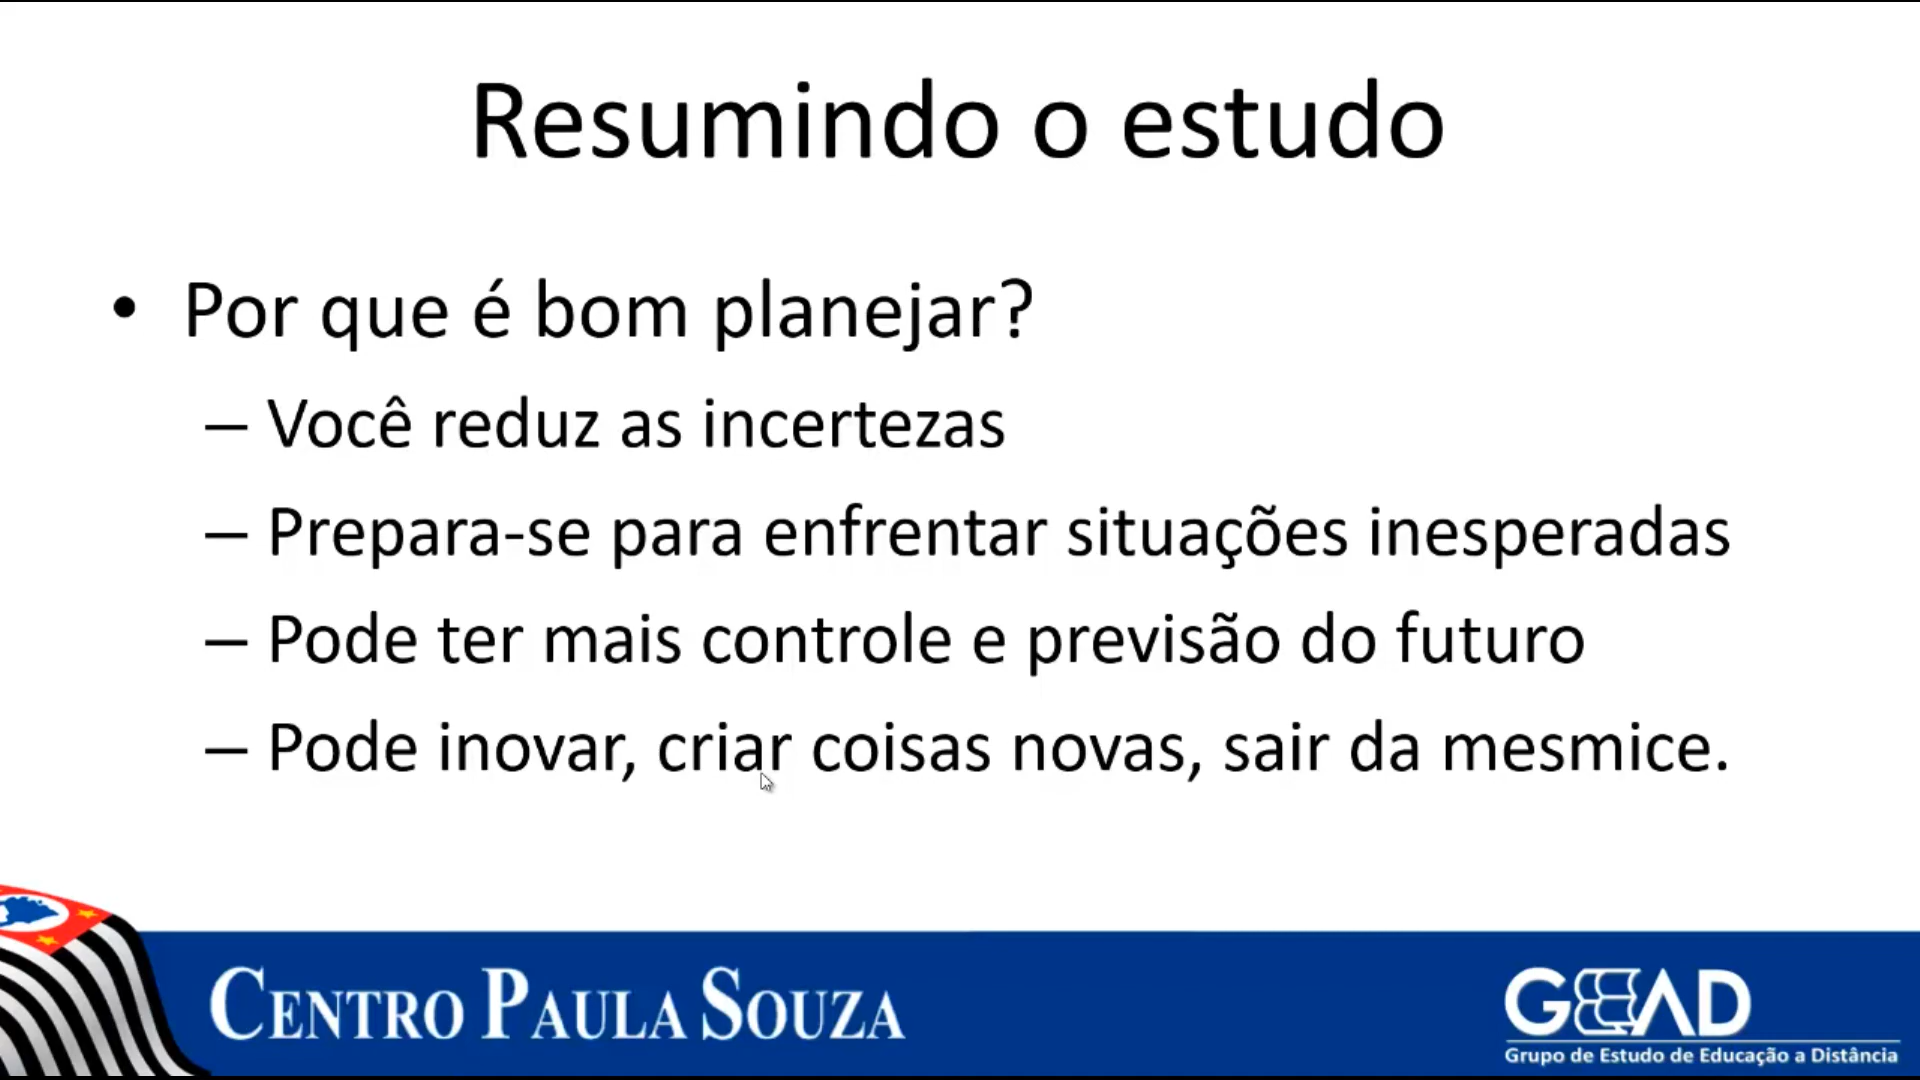 Resumindo o estudo
• Por que é bom planejar?
– Você reduz as incertezas
– Prepara-se para enfrentar situações inesperadas
– Pode ter mais controle e previsão do futuro
– Pode inovar, criar coisas novas, sair da mesmice.
CENTRO PAULA SOUZA
GEEAD
Grupo de Estudo de Educação a Distância